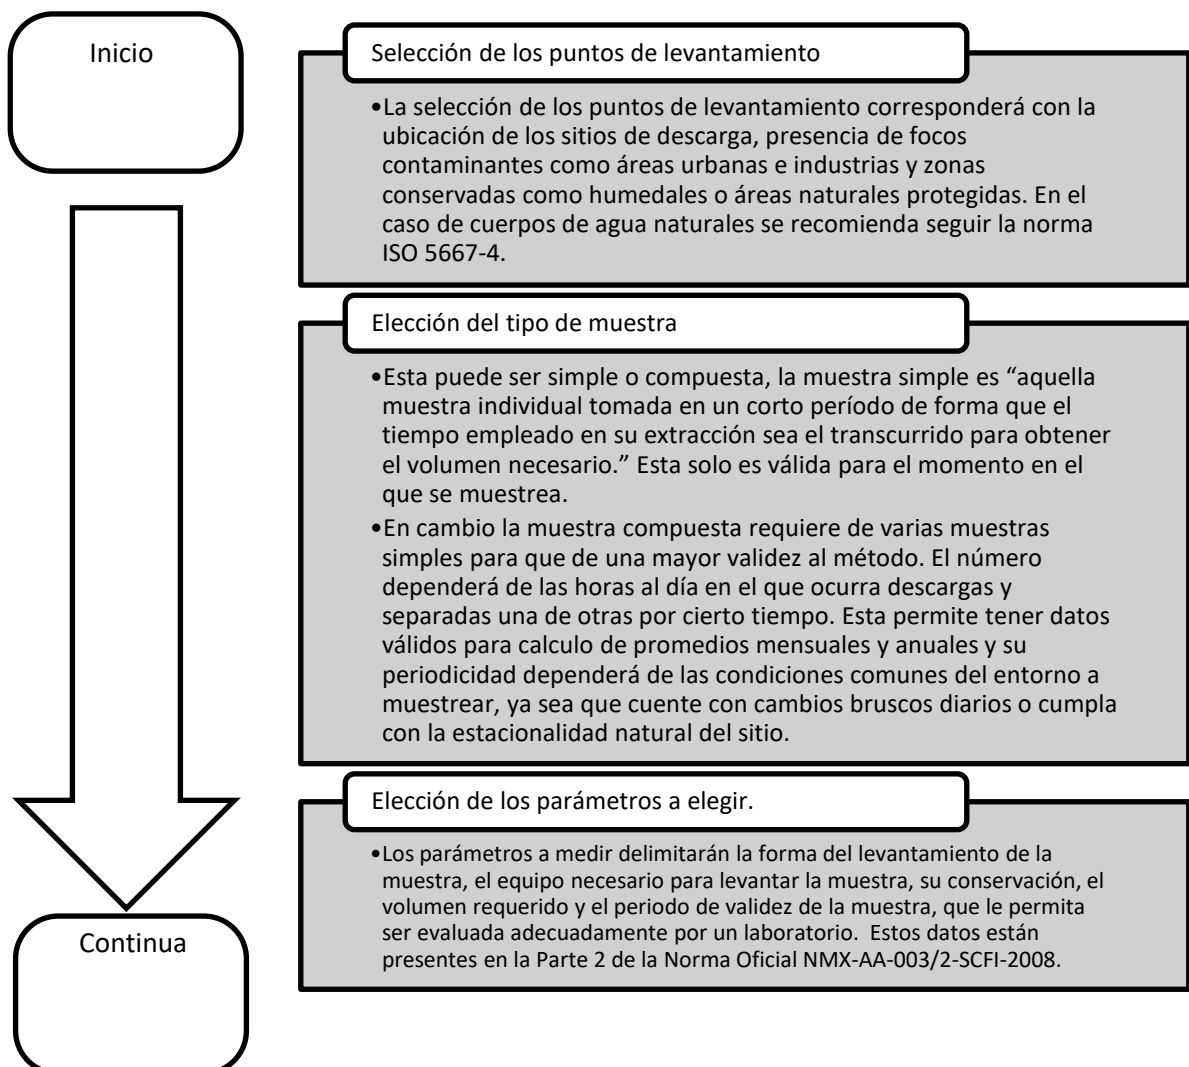 Inicio
Selección de los puntos de levantamiento
•La selección de los puntos de levantamiento corresponderá con la
ubicación de los sitios de descarga, presencia de focos
contaminantes como áreas urbanas e industrias y zonas
conservadas como humedales o áreas naturales protegidas. En el
caso de cuerpos de agua naturales se recomienda seguir la norma
ISO 5667-4.
Elección del tipo de muestra
•Esta puede ser simple o compuesta, la muestra simple es “aquella
muestra individual tomada en un corto período de forma que el
tiempo empleado en su extracción sea el transcurrido para obtener
el volumen necesario.” Esta solo es válida para el momento en el
que se muestrea.
•En cambio la muestra compuesta requiere de varias muestras
simples para que de una mayor validez al método. El número
dependerá de las horas al día en el que ocurra descargas y
separadas una de otras por cierto tiempo. Esta permite tener datos
válidos para calculo de promedios mensuales y anuales y su
periodicidad dependerá de las condiciones comunes del entorno a
muestrear, ya sea que cuente con cambios bruscos diarios o cumpla
con la estacionalidad natural del sitio.
Elección de los parámetros a elegir.
•Los parámetros a medir delimitarán la forma del levantamiento de la
muestra, el equipo necesario para levantar la muestra, su conservación, el
volumen requerido y el periodo de validez de la muestra, que le permita
ser evaluada adecuadamente por un laboratorio.  Estos datos están
presentes en la Parte 2 de la Norma Oficial NMX-AA-003/2-SCFI-2008.
Continua